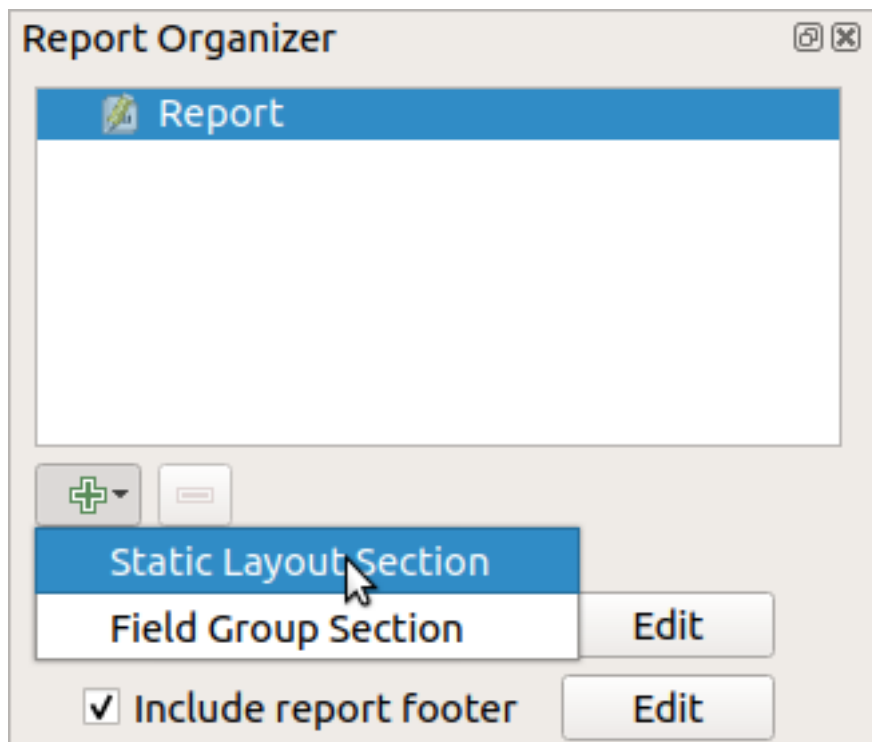 Report Organizer
Report
Static Layout Section
Field Group Section
Edit
Include report footer
Edit